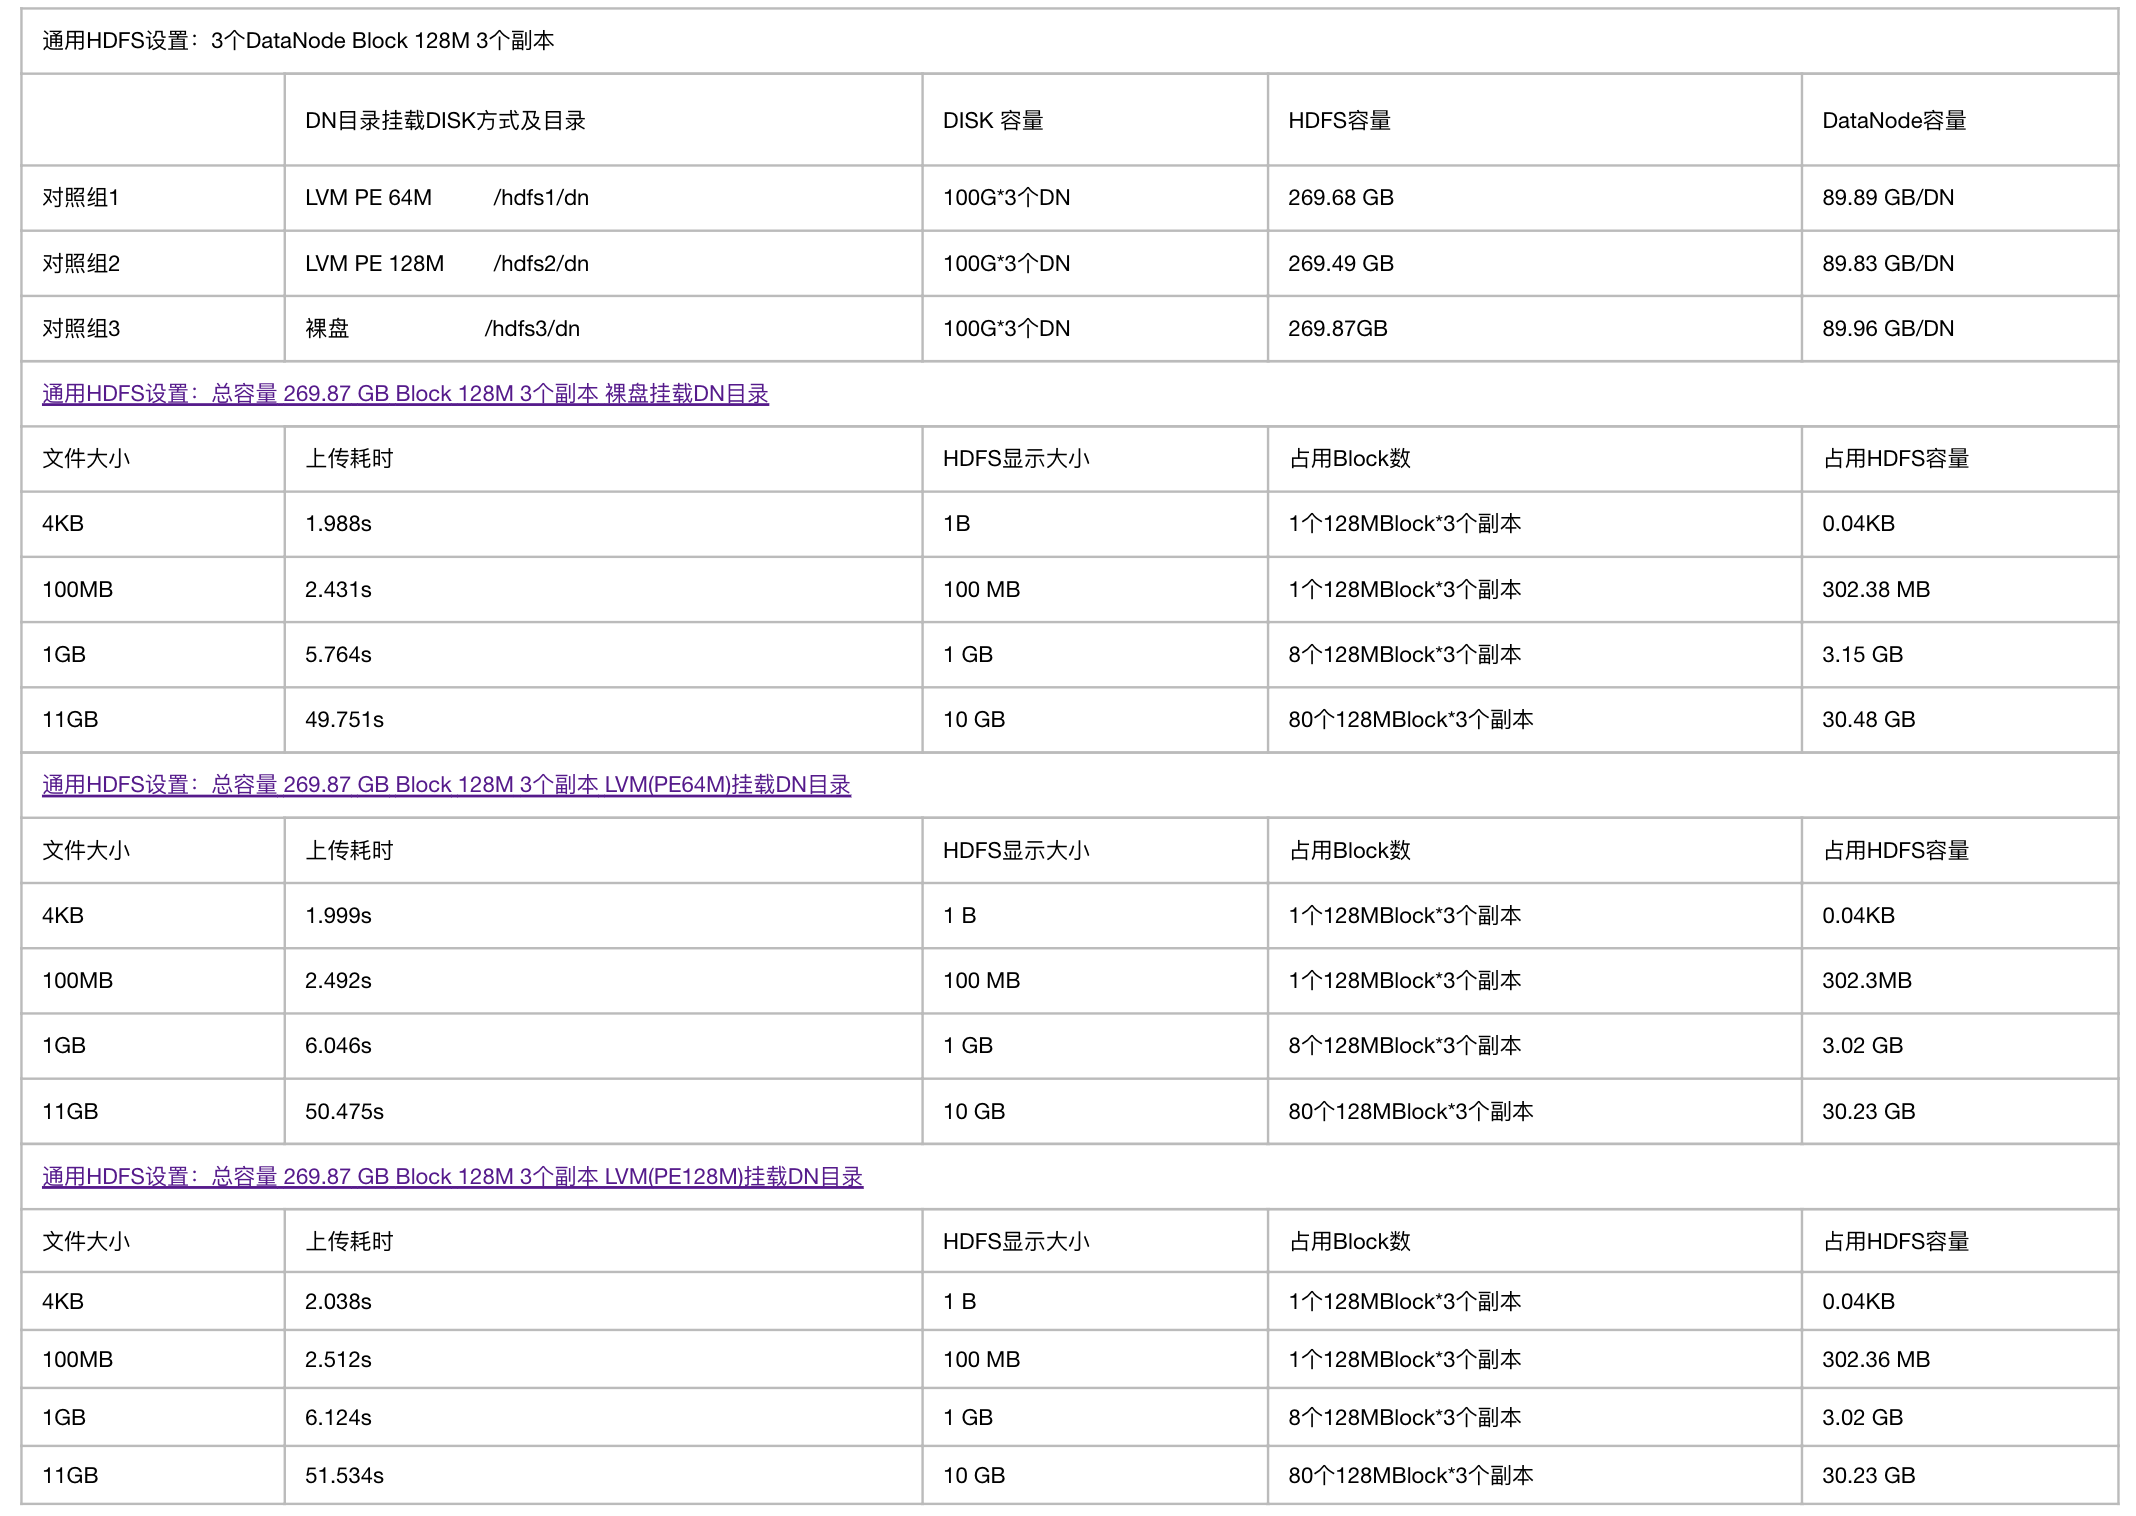 通用HDFS设置：3个DataNode Block 128M 3个副本
DN目录挂载DISK方式及目录 DISK 容量 HDFS容量 DataNode容量
对照组1 LVM PE 64M /hdfs1/dn 100G*3个DN 269.68 GB 89.89 GB/DN
对照组2 LVM PE 128M /hdfs2/dn 100G*3个DN 269.49 GB 89.83 GB/DN
对照组3 裸盘 /hdfs3/dn 100G*3个DN 269.87GB 89.96 GB/DN
通用HDFS设置：总容量 269.87 GB Block 128M 3个副本 裸盘挂载DN目录
文件大小 上传耗时 HDFS显示大小 占用Block数 占用HDFS容量
4KB 1.988s 1B 1个128MBlock*3个副本 0.04KB
100MB 2.431s 100 MB 1个128MBlock*3个副本 302.38 MB
1GB 5.764s 1 GB 8个128MBlock*3个副本 3.15 GB
11GB 49.751s 10 GB 80个128MBlock*3个副本 30.48 GB
通用HDFS设置：总容量 269.87 GB Block 128M 3个副本 LVM(PE64M)挂载DN目录
文件大小 上传耗时 HDFS显示大小 占用Block数 占用HDFS容量
4KB 1.999s 1 B 1个128MBlock*3个副本 0.04KB
100MB 2.492s 100 MB 1个128MBlock*3个副本 302.3MB
1GB 6.046s 1 GB 8个128MBlock*3个副本 3.02 GB
11GB 50.475s 10 GB 80个128MBlock*3个副本 30.23 GB
通用HDFS设置：总容量 269.87 GB Block 128M 3个副本 LVM(PE128M)挂载DN目录
文件大小 上传耗时 HDFS显示大小 占用Block数 占用HDFS容量
4KB 2.038s 1 B 1个128MBlock*3个副本 0.04KB
100MB 2.512s 100 MB 1个128MBlock*3个副本 302.36 MB
1GB 6.124s 1 GB 8个128MBlock*3个副本 3.02 GB
11GB 51.534s 10 GB 80个128MBlock*3个副本 30.23 GB